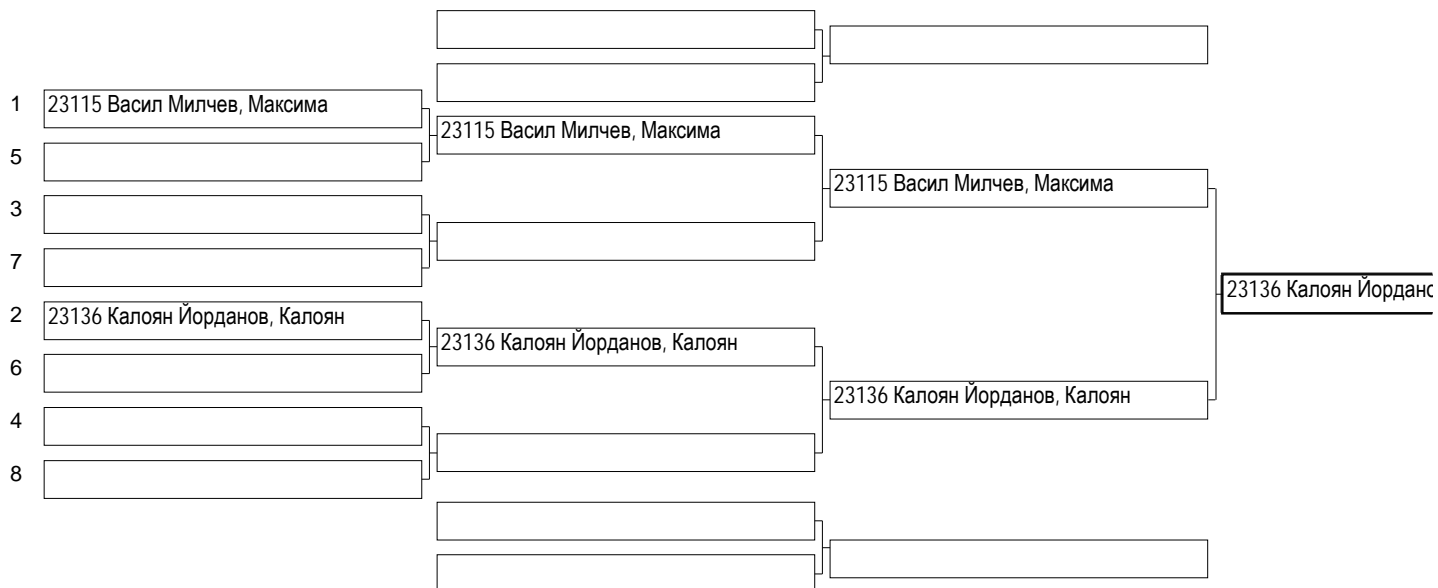 1 23115 Васил Милчев, Максима
23115 Васил Милчев, Максима
5
23115 Васил Милчев, Максима
3
7
23136 Калоян
2 23136 Калоян Йорданов, Калоян
23136 Калоян Йорданов, Калоян
6
23136 Калоян Йорданов, Калоян
4
8